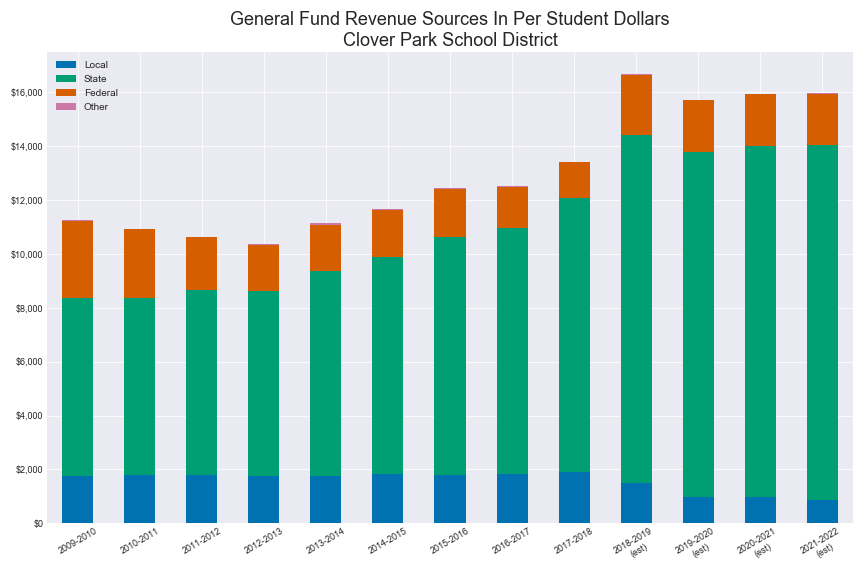 General Fund Revenue Sources In Per Student Dollars
Clover Park School District
Local
State
Federal
Other
$16,000
$14,000
$12,000
$10,000
$8,000
$6,000
$4,000
$2,000
$0
2009-2010
2010-2011
2011-2012
2012-2013
2013-2014
2014-2015
2015-2016
2016-2017
2017-2018
2018-2019
(est)
2019-2020
(est)
2020-2021
(est)
2021-2022
(est)